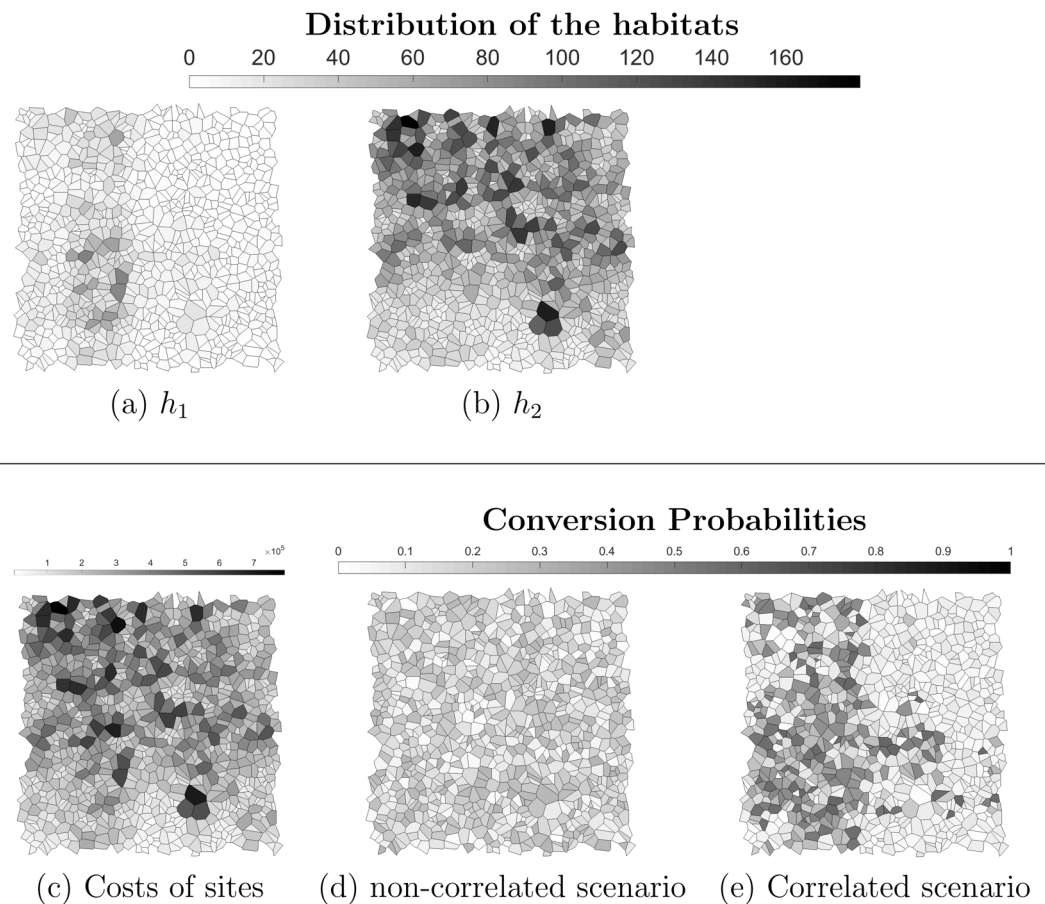 Distribution of the habitats
0 20 40 60 80 100 120 140 160
(a) h₁ (b) h₂
Conversion Probabilities
1 2 3 4 5 6 7 ×10⁵ 0 0.1 0.2 0.3 0.4 0.5 0.6 0.7 0.8 0.9 1
(c) Costs of sites (d) non-correlated scenario (e) Correlated scenario